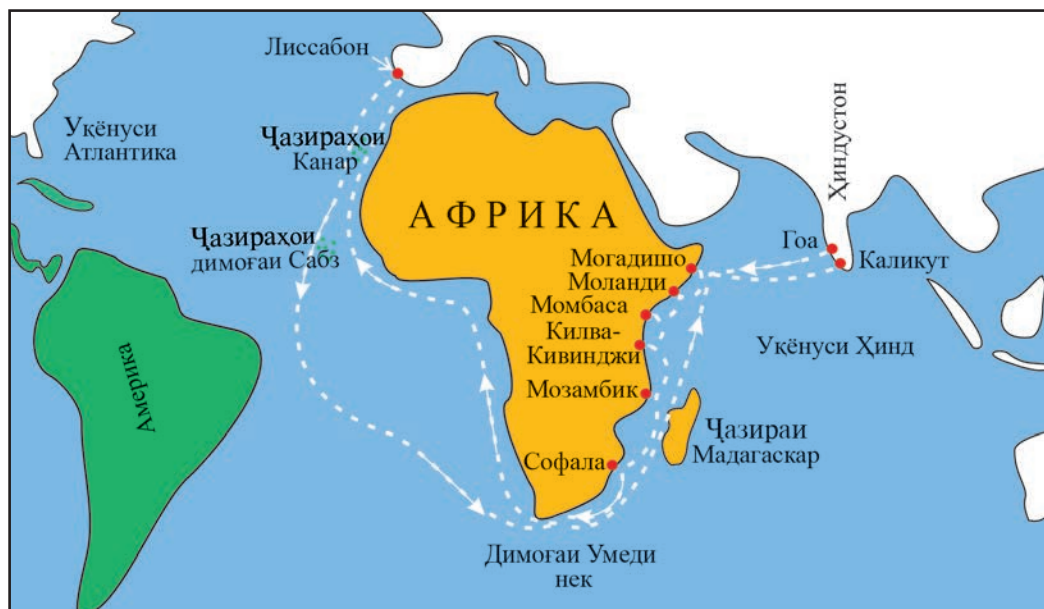 Лиссабон
Уқёнуси
Атлантика
Ҷазираҳои
Канар
Ҷазираҳои
димоғаи Сабз
АФРИКА
Ҳиндустон
Гоа
Каликут
Могадишо
Моланди
Момбаса
Килва-
Кивинджи
Мозамбик
Софала
Уқёнуси Ҳинд
Америка
Ҷазираи
Мадагаскар
Димоғаи Умеди
нек